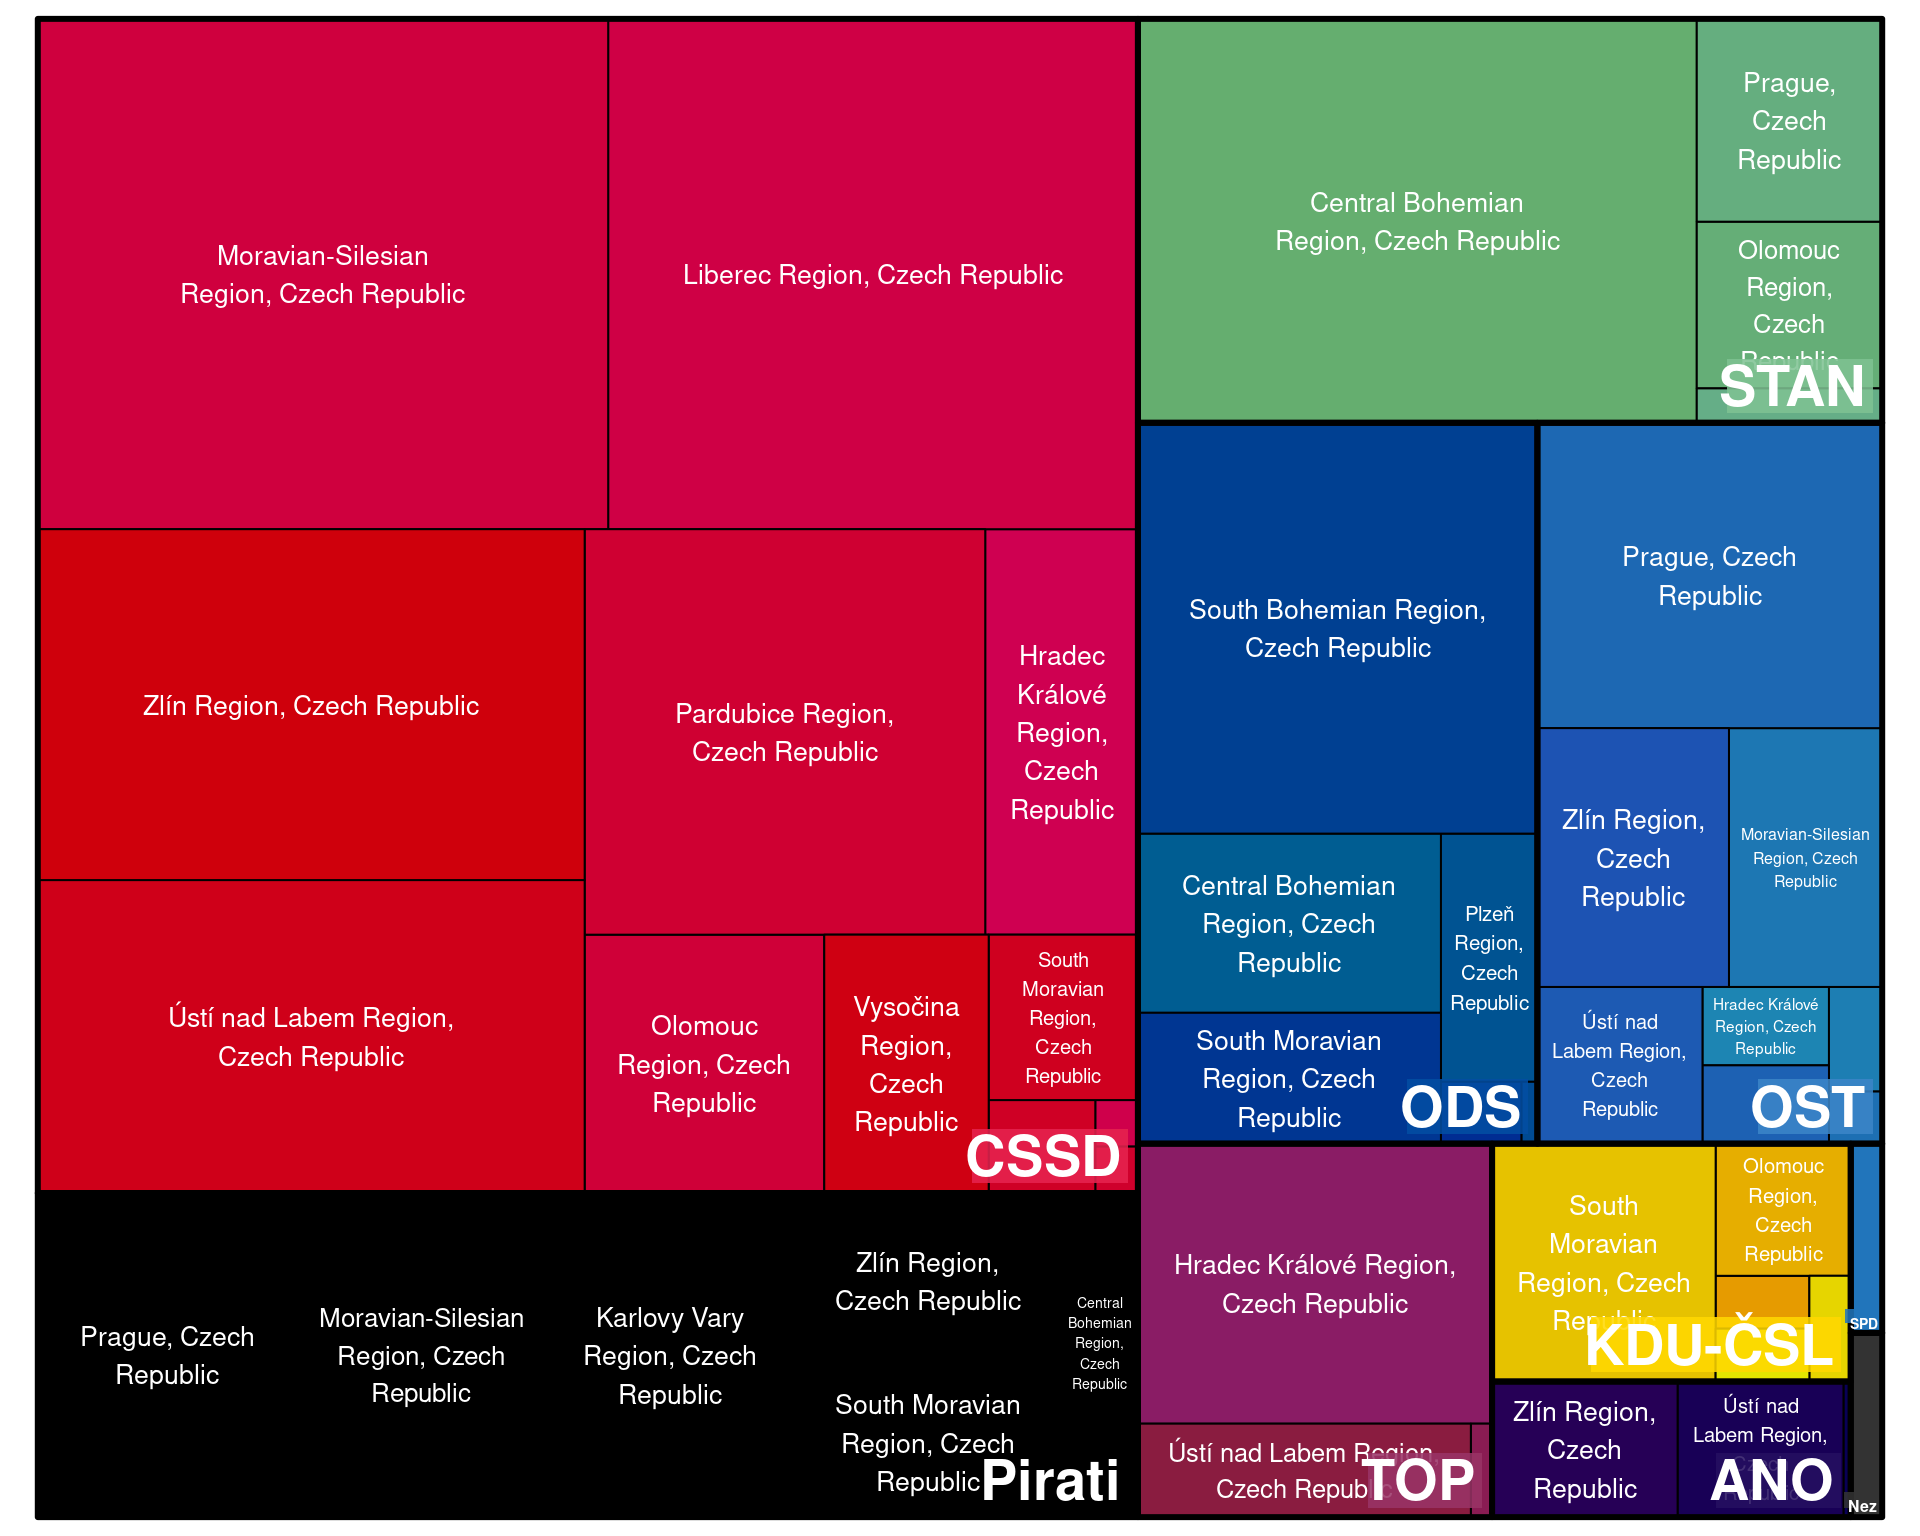 Moravian-Silesian
Region, Czech Republic
Liberec Region, Czech Republic
Zlín Region, Czech Republic
Pardubice Region,
Czech Republic
Hradec
Králové
Region,
Czech
Republic
Ústí nad Labem Region,
Czech Republic
Olomouc
Region, Czech
Republic
Vysočina
Region,
Czech
Republic
South
Moravian
Region,
Czech
Republic
CSSD
Prague, Czech
Republic
Moravian-Silesian
Region, Czech
Republic
Karlovy Vary
Region, Czech
Republic
Zlín Region,
Czech Republic
South Moravian
Region, Czech
Republic
Central
Bohemian
Region,
Czech
Republic
Pirati
Central Bohemian
Region, Czech Republic
Prague,
Czech
Republic
Olomouc
Region,
Czech
Republic
STAN
South Bohemian Region,
Czech Republic
Central Bohemian
Region, Czech
Republic
Plzeň
Region,
Czech
Republic
South Moravian
Region, Czech
Republic
ODS
Prague, Czech
Republic
Zlín Region,
Czech
Republic
Moravian-Silesian
Region, Czech
Republic
Ústí nad
Labem Region,
Czech
Republic
Hradec Králové
Region, Czech
Republic
OST
Hradec Králové Region,
Czech Republic
Ústí nad Labem Region,
Czech Republic
TOP
South
Moravian
Region, Czech
Republic
Olomouc
Region,
Czech
Republic
KDU-ČSL
SPD
Zlín Region,
Czech
Republic
Ústí nad
Labem Region,
ANO
Nez